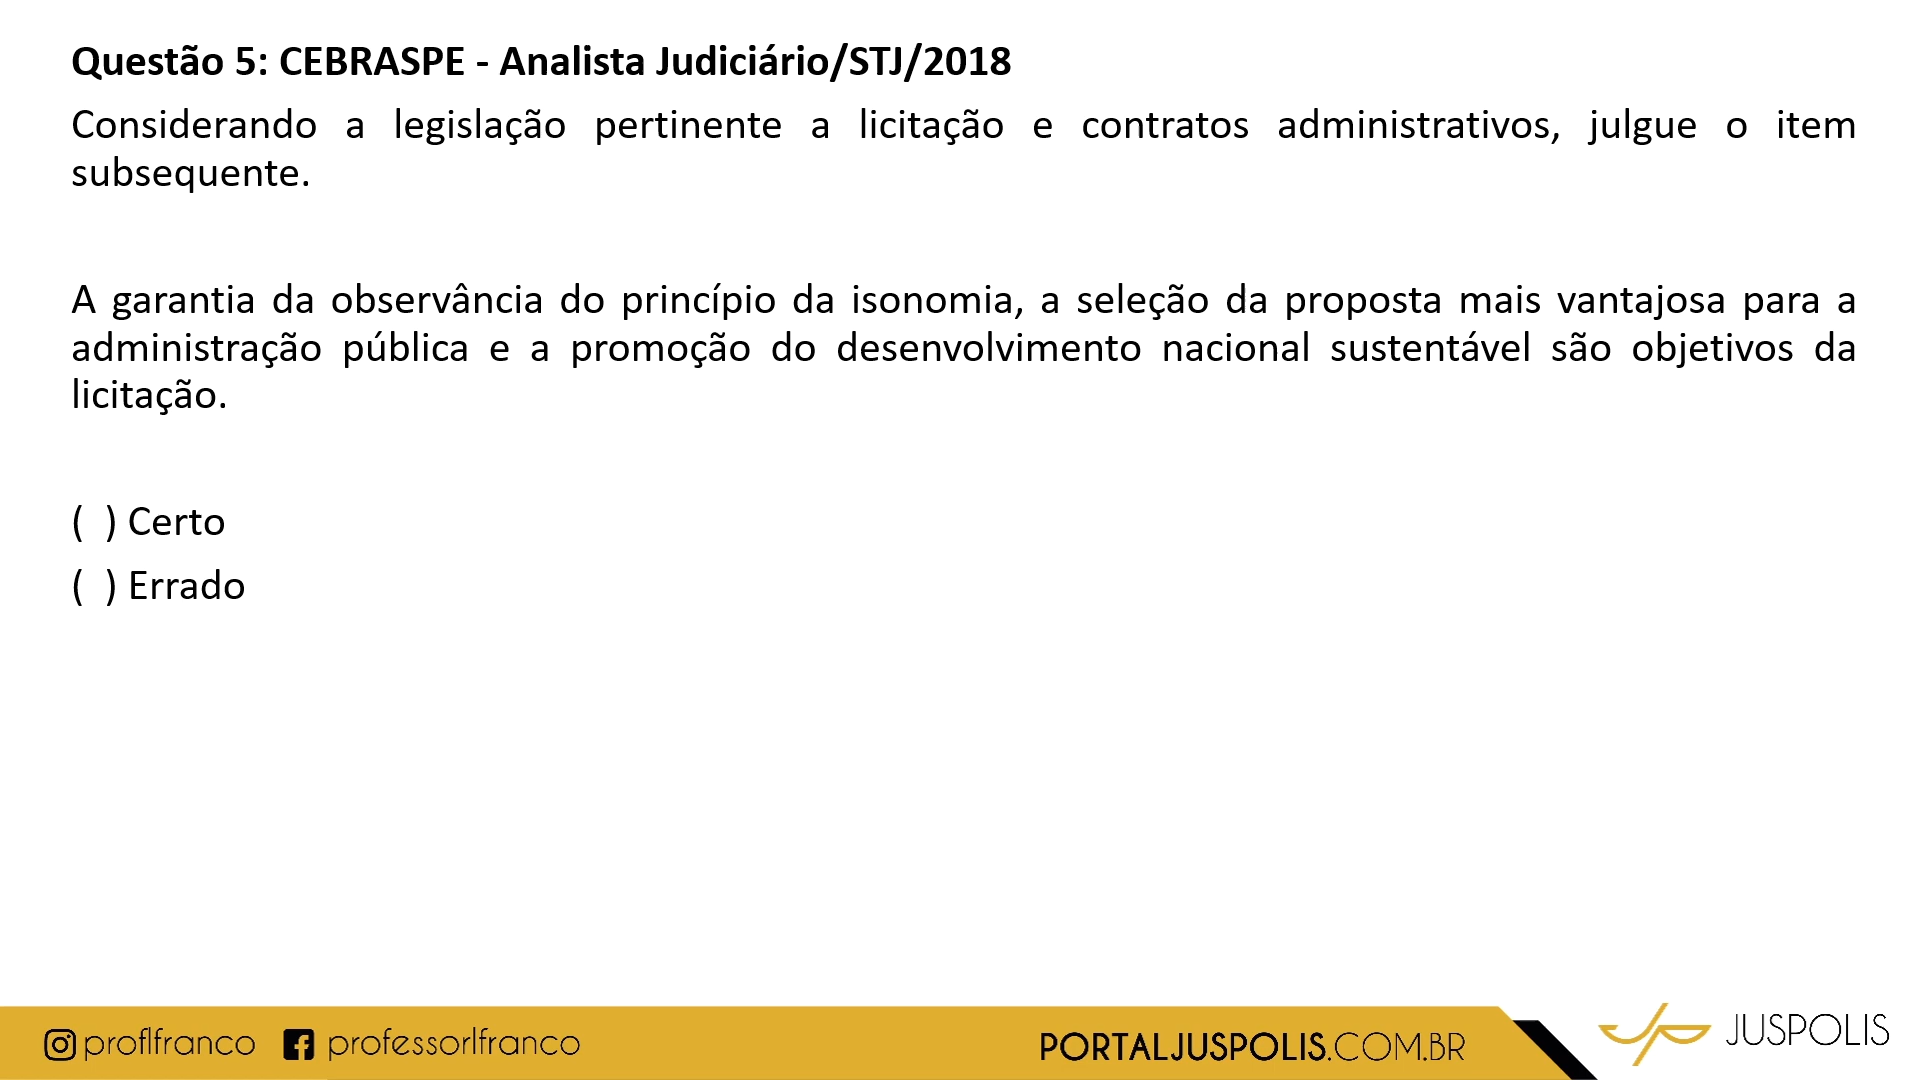 Questão 5: CEBRASPE - Analista Judiciário/STJ/2018
Considerando a legislação pertinente a licitação e contratos administrativos, julgue o item
subsequente.
A garantia da observância do princípio da isonomia, a seleção da proposta mais vantajosa para a
administração pública e a promoção do desenvolvimento nacional sustentável são objetivos da
licitação.
( ) Certo
( ) Errado
proflfranco professorlfranco PORTALJUSPOLIS.COM.BR JUSPOLIS